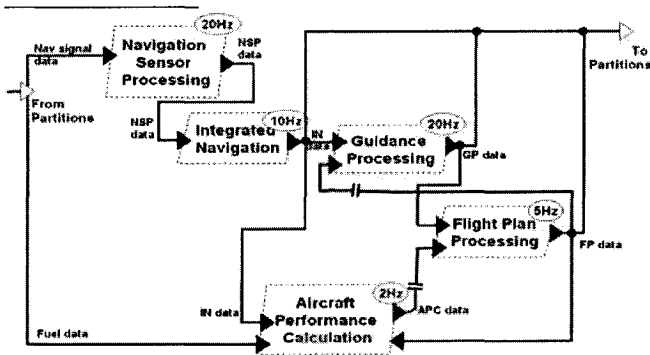 20Hz
Nav signal
data
Navigation
Sensor
Processing
NSP
data
To
Partitions
From
Partitions
NSP
data
10Hz
Integrated
Navigation
IN
data
20Hz
Guidance
Processing
GP data
5Hz
Flight Plan
Processing
FP data
2Hz
IN data
Aircraft
Performance
Calculation
APC data
Fuel data